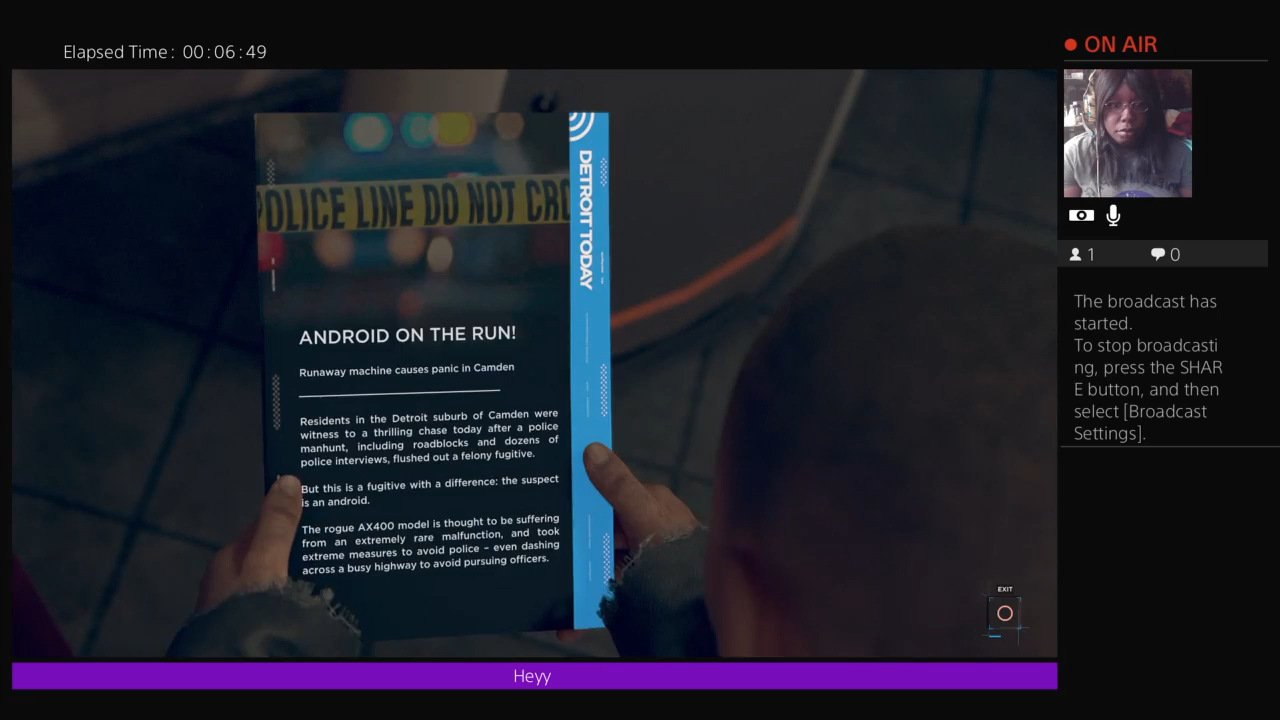 Elapsed Time: 00:06:49
ON AIR
POLICE LINE DO NOT CRO
DETROIT TODAY
ANDROID ON THE RUN!
Runaway machine causes panic in Camden
Residents in the Detroit suburb of Camden were
witness to a thrilling chase today after a police
manhunt, including roadblocks and dozens of
police interviews, flushed out a felony fugitive.
But this is a fugitive with a difference: the suspect
is an android.
The rogue AX400 model is thought to be suffering
from an extremely rare malfunction, and took
extreme measures to avoid police – even dashing
across a busy highway to avoid pursuing officers.
EXIT
Heyy
1
0
The broadcast has
started.
To stop broadcasti
ng, press the SHAR
E button, and then
select [Broadcast
Settings].